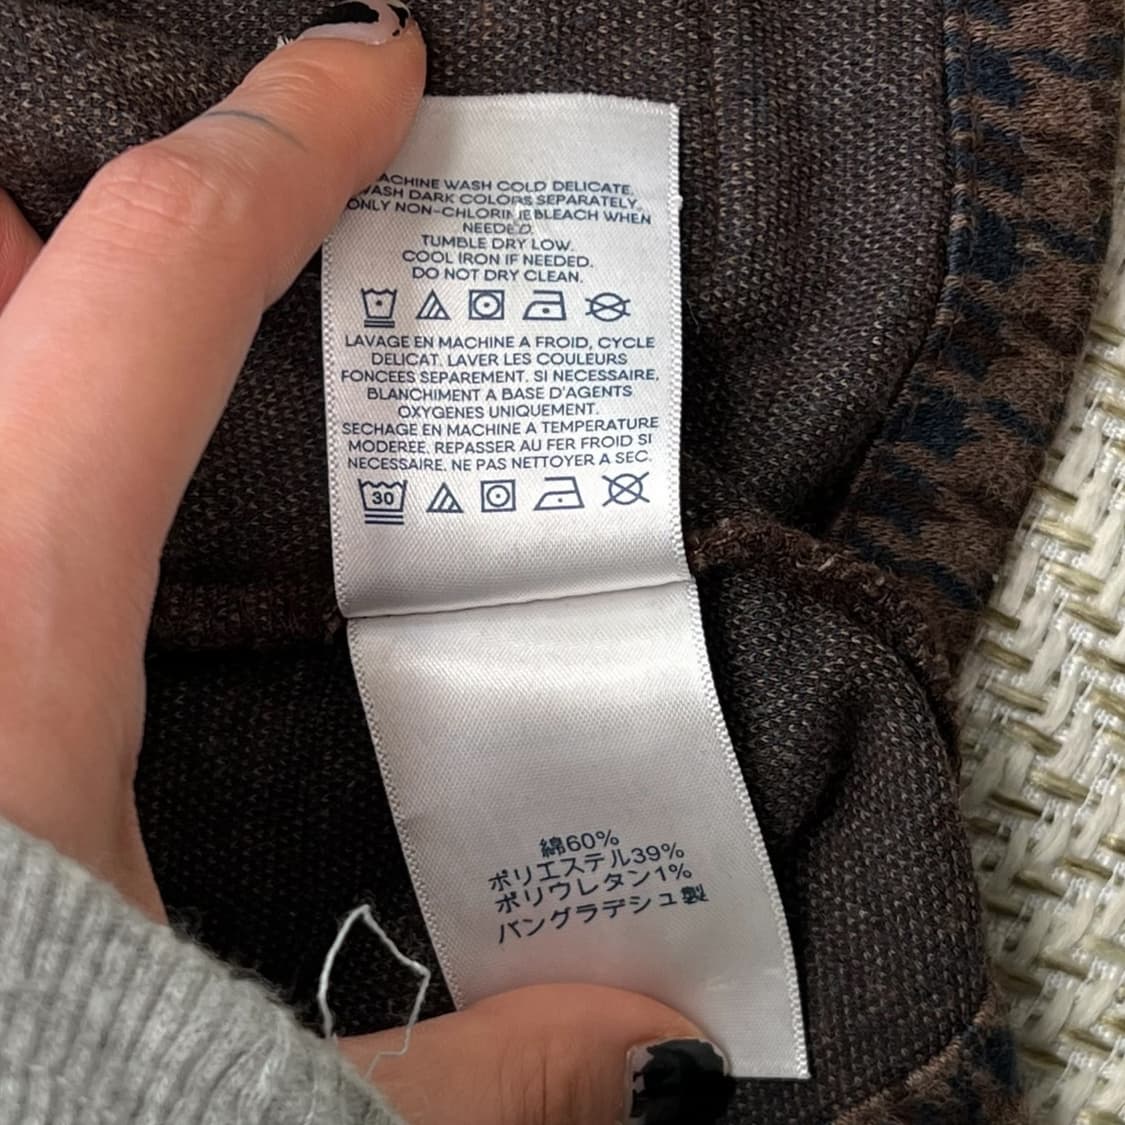 MACHINE WASH COLD DELICATE,
WASH DARK COLORS SEPARATELY.
ONLY NON-CHLORINE BLEACH WHEN
NEEDED.
TUMBLE DRY LOW.
COOL IRON IF NEEDED.
DO NOT DRY CLEAN.
LAVAGE EN MACHINE A FROID, CYCLE
DELICAT. LAVER LES COULEURS
FONCEES SEPAREMENT. SI NECESSAIRE,
BLANCHIMENT A BASE D'AGENTS
OXYGENES UNIQUEMENT.
SECHAGE EN MACHINE A TEMPERATURE
MODEREE. REPASSER AU FER FROID SI
NECESSAIRE. NE PAS NETTOYER A SEC.
30
綿60%
ポリエステル39%
ポリウレタン1%
バングラデシュ製